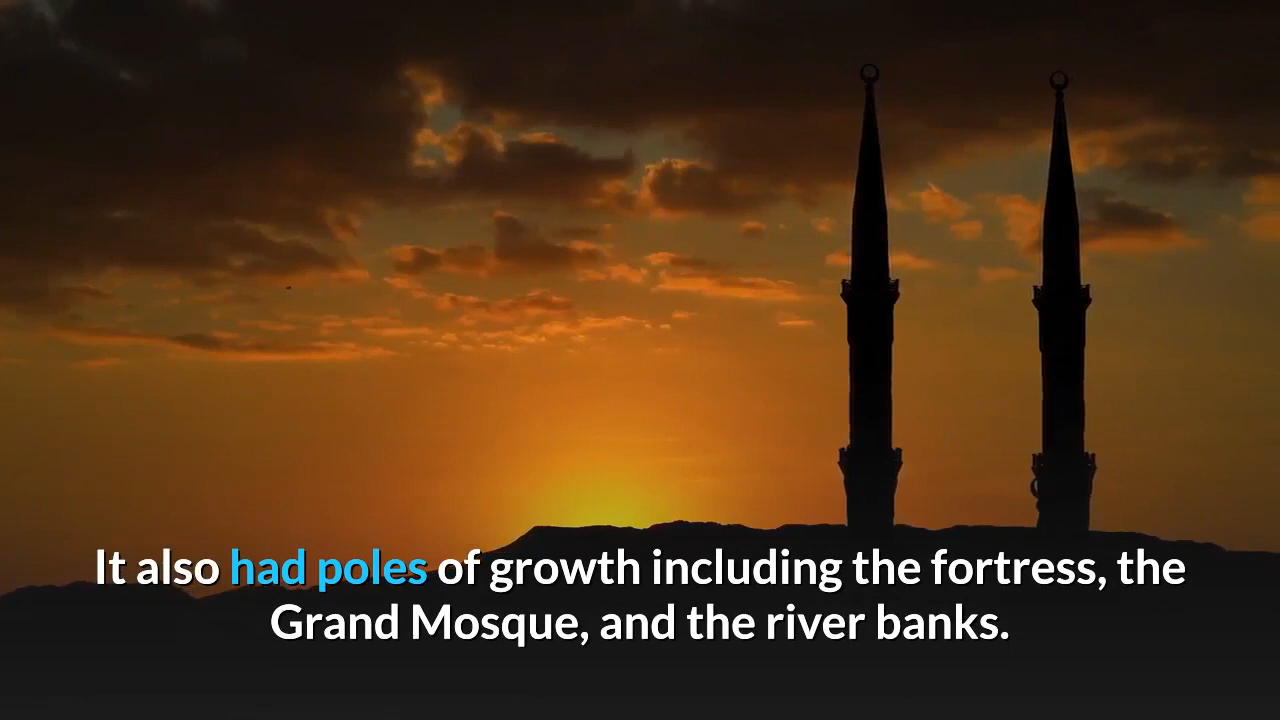 It also had poles of growth including the fortress, the
Grand Mosque, and the river banks.